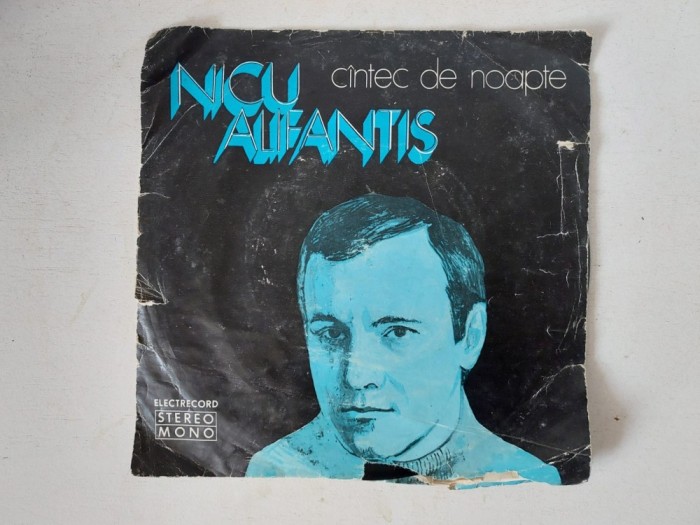 NICU
cîntec de noapte
ALIFANTIS
ELECTRECORD
STEREO
MONO